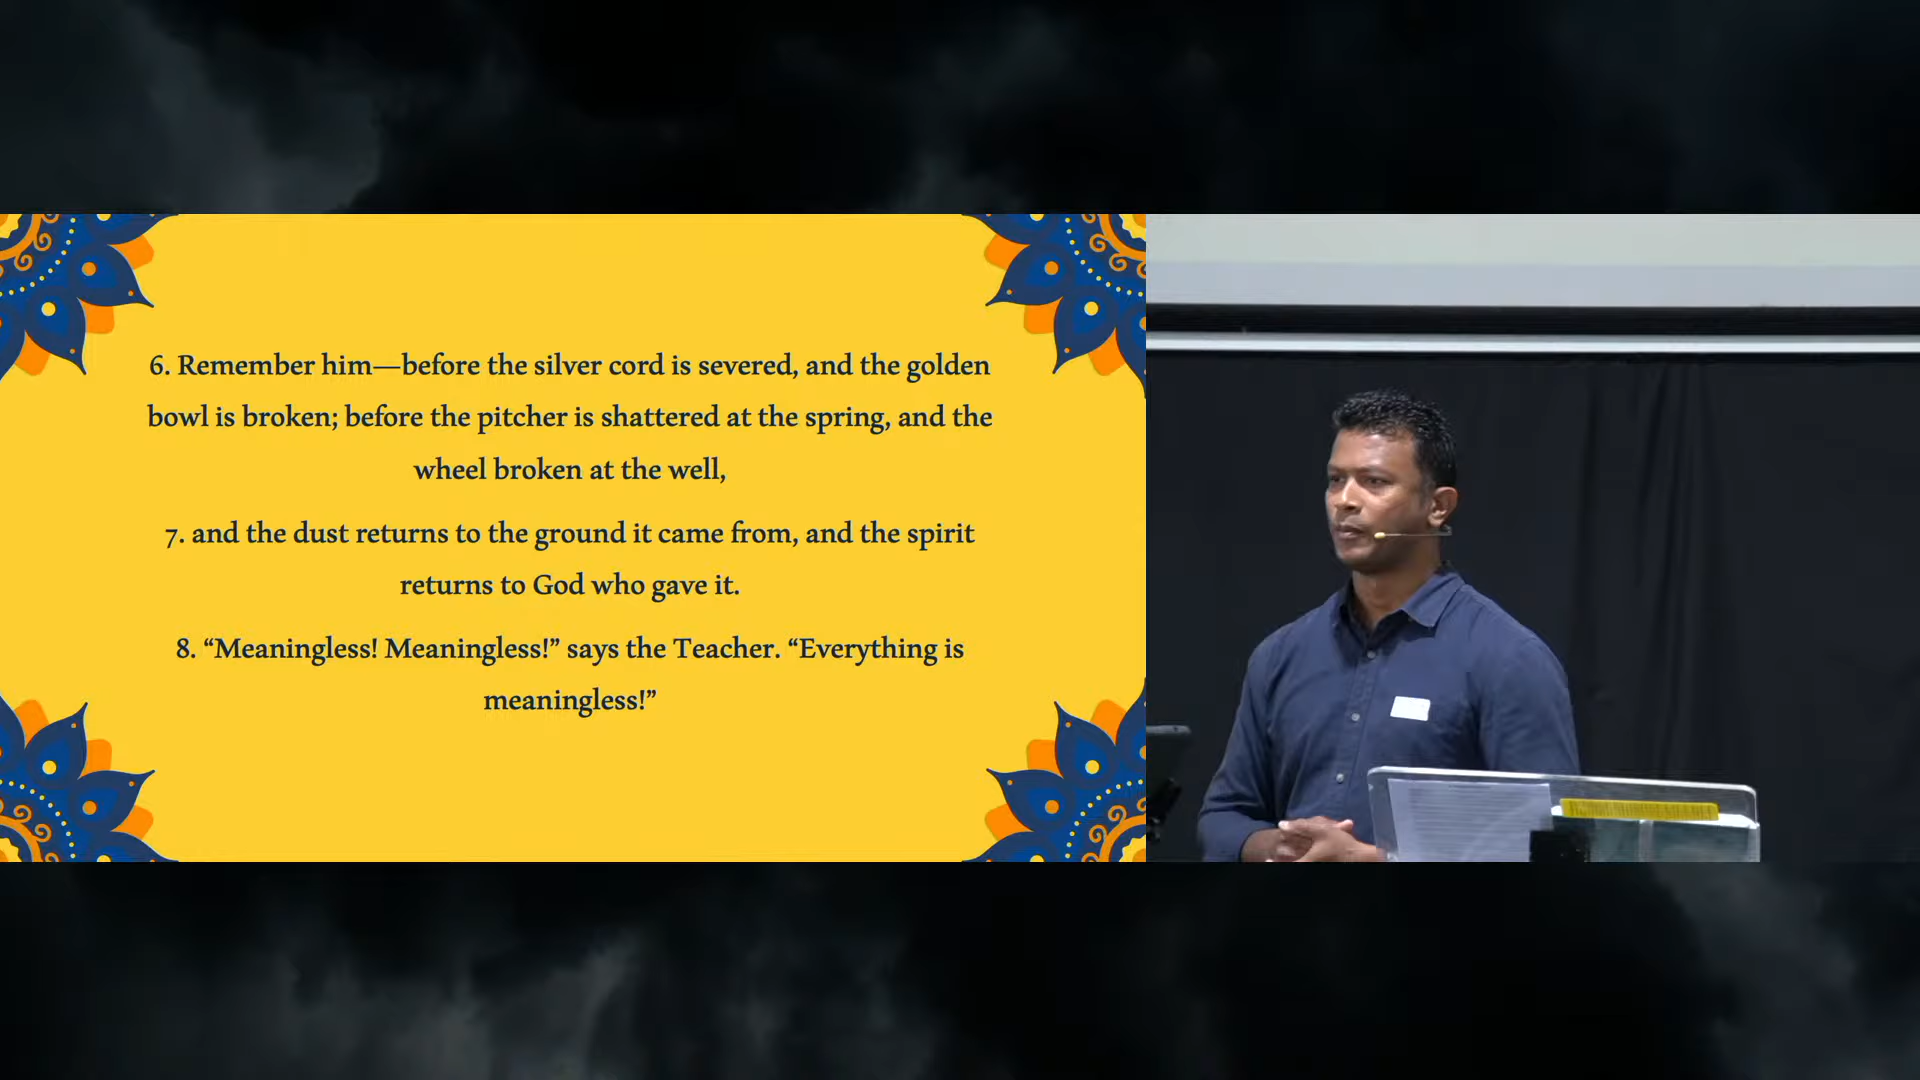 6. Remember him—before the silver cord is severed, and the golden
bowl is broken; before the pitcher is shattered at the spring, and the
wheel broken at the well,
7. and the dust returns to the ground it came from, and the spirit
returns to God who gave it.
8. “Meaningless! Meaningless!” says the Teacher. “Everything is
meaningless!”